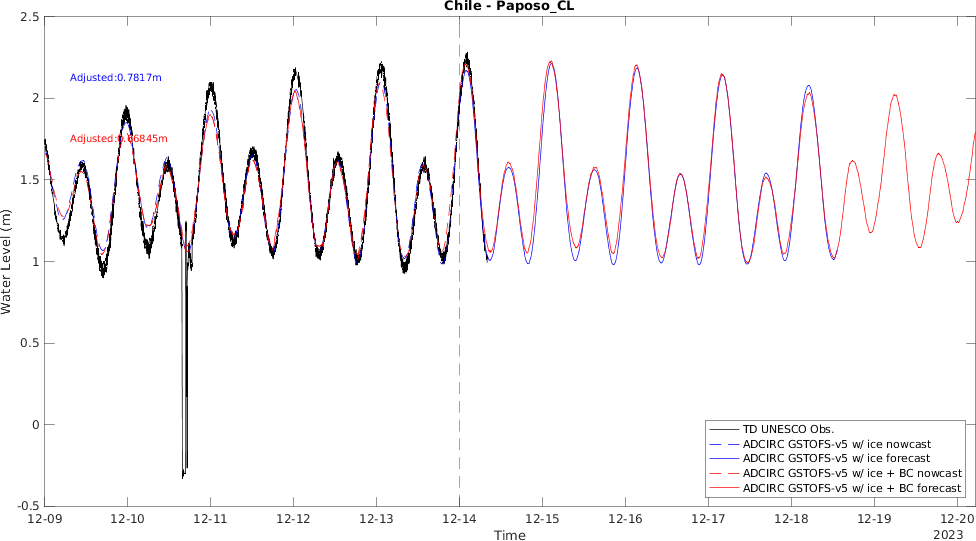 Chile - Paposo_CL
2.5
2
1.5
1
0.5
0
-0.5
Water Level (m)
Adjusted:0.7817m
Adjusted:0.66845m
TD UNESCO Obs.
ADCIRC GSTOFS-v5 w/ ice nowcast
ADCIRC GSTOFS-v5 w/ ice forecast
ADCIRC GSTOFS-v5 w/ ice + BC nowcast
ADCIRC GSTOFS-v5 w/ ice + BC forecast
12-09 12-10 12-11 12-12 12-13 12-14 12-15 12-16 12-17 12-18 12-19 12-20
Time
2023